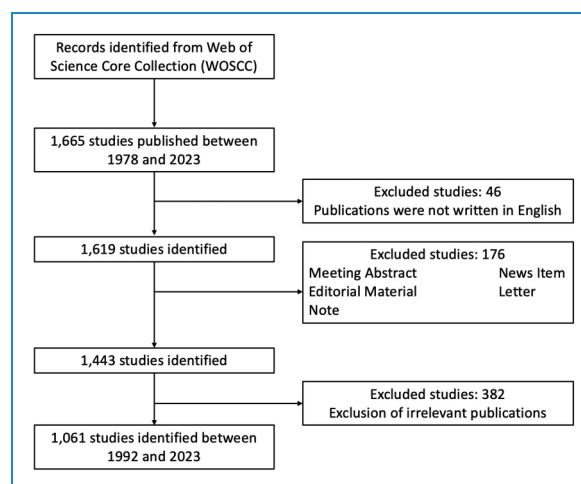 Records identified from Web of
Science Core Collection (WOSCC)
1,665 studies published between
1978 and 2023
Excluded studies: 46
Publications were not written in English
1,619 studies identified
Excluded studies: 176
Meeting Abstract News Item
Editorial Material Letter
Note
1,443 studies identified
Excluded studies: 382
Exclusion of irrelevant publications
1,061 studies identified between
1992 and 2023